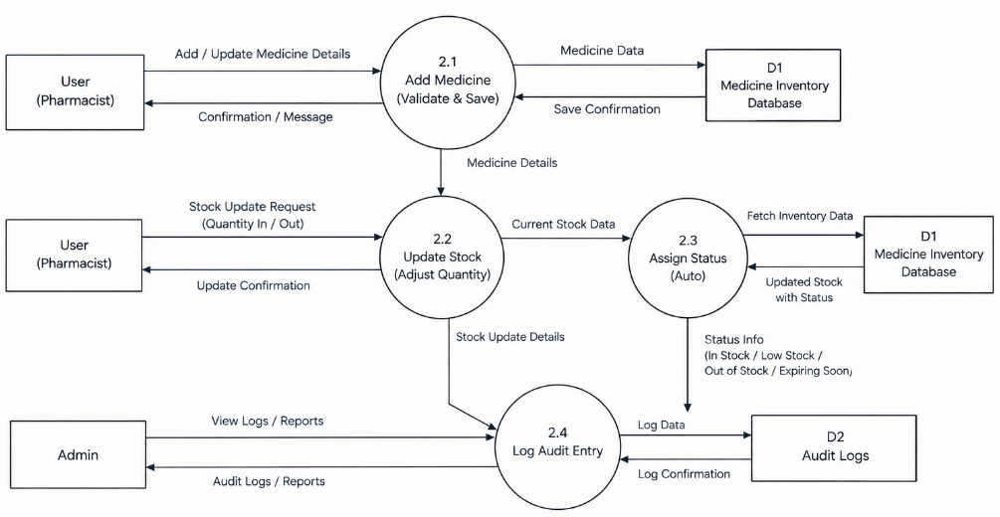 Add / Update Medicine Details
User
(Pharmacist)
Confirmation / Message
2.1
Add Medicine
(Validate & Save)
Medicine Data
Save Confirmation
D1
Medicine Inventory
Database
Medicine Details
Stock Update Request
(Quantity In / Out)
User
(Pharmacist)
Update Confirmation
2.2
Update Stock
(Adjust Quantity)
Current Stock Data
2.3
Assign Status
(Auto)
Fetch Inventory Data
Updated Stock
with Status
D1
Medicine Inventory
Database
Stock Update Details
Status Info
(In Stock / Low Stock /
Out of Stock / Expiring Soon)
View Logs / Reports
Admin
Audit Logs / Reports
2.4
Log Audit Entry
Log Data
Log Confirmation
D2
Audit Logs